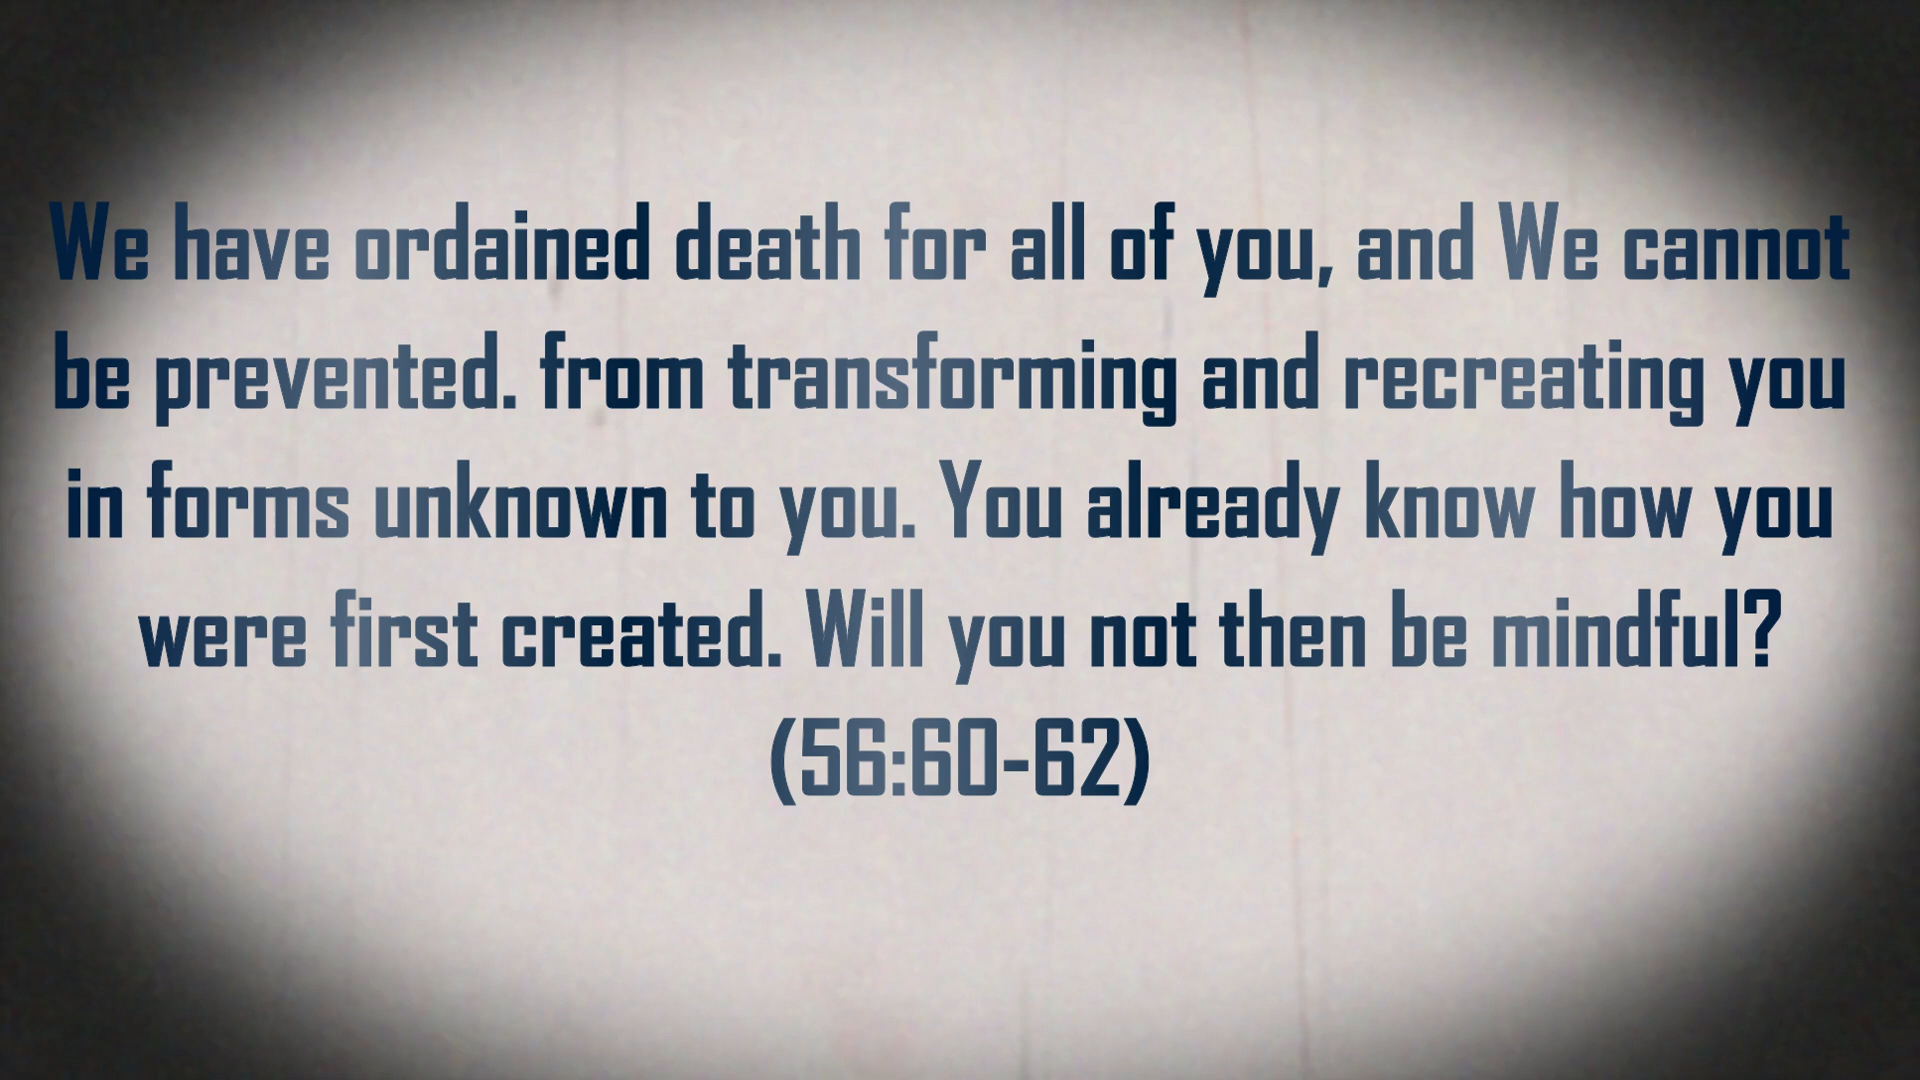 We have ordained death for all of you, and We cannot
be prevented. from transforming and recreating you
in forms unknown to you. You already know how you
were first created. Will you not then be mindful?
(56:60-62)